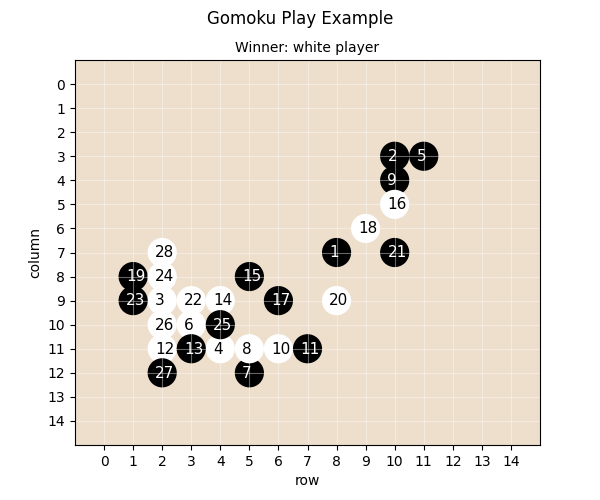 Gomoku Play Example
Winner: white player
0
1
2
3 2 5
4 9
5 16
6 18
7 28 1 21
8 19 24 15
9 23 3 22 14 17 20
10 26 6 25
11 12 13 4 8 10 11
12 27 7
13
14
column
0 1 2 3 4 5 6 7 8 9 10 11 12 13 14
row